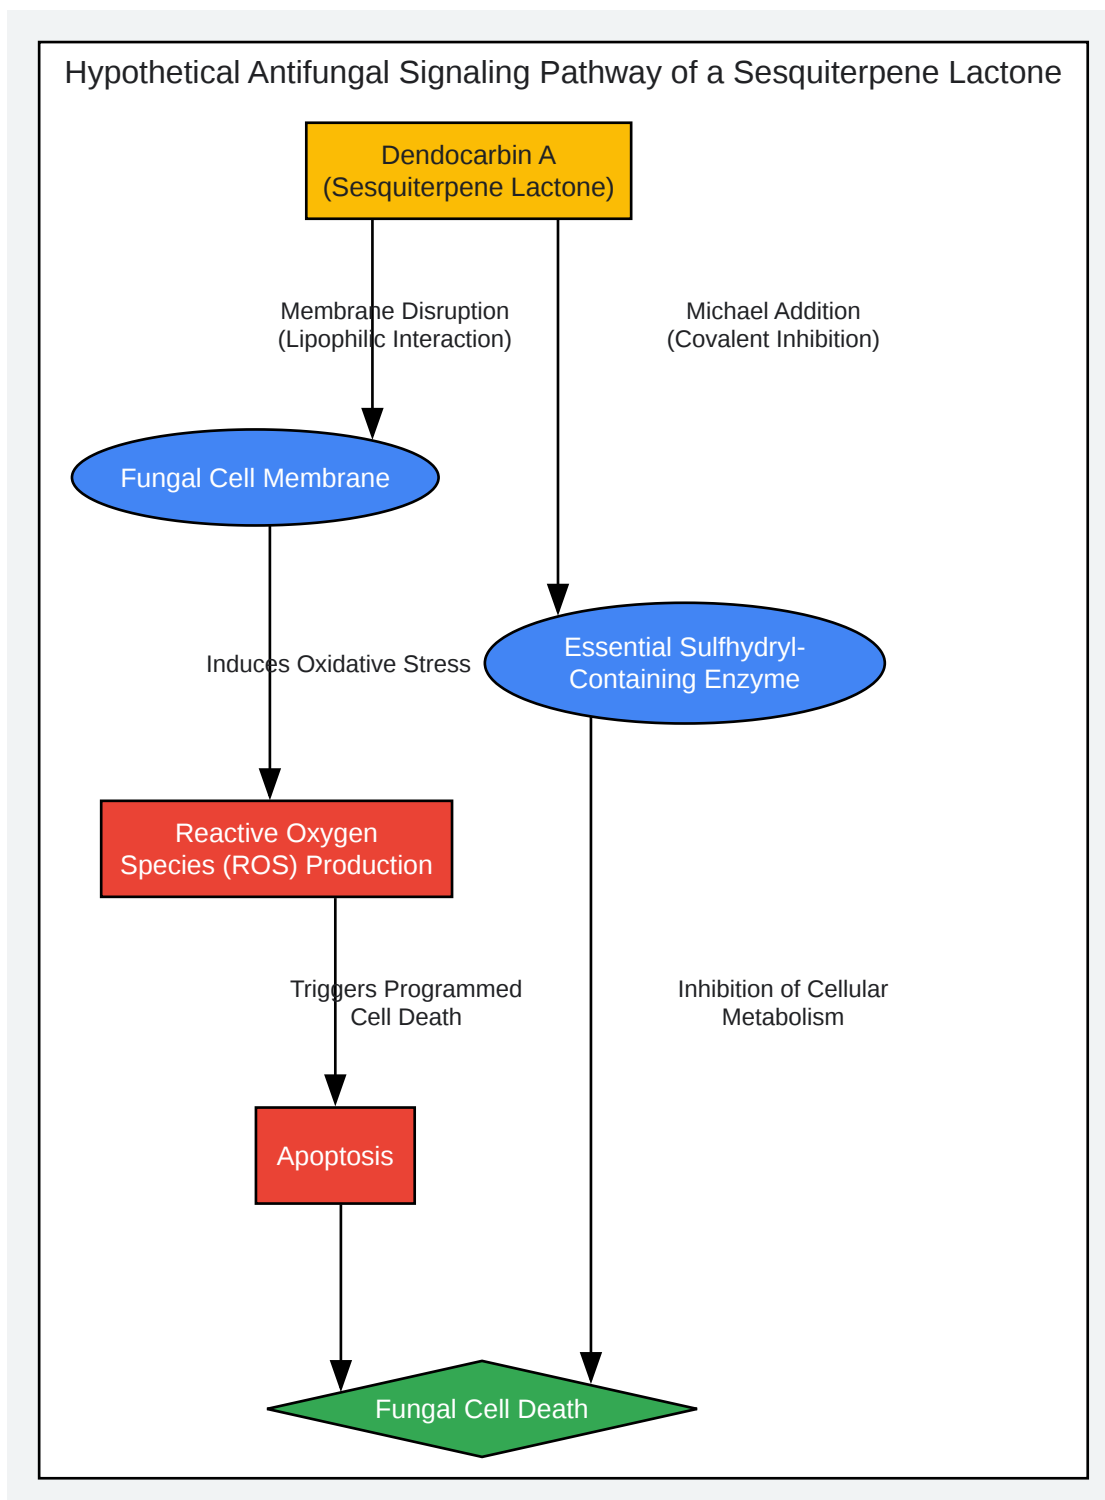 Hypothetical Antifungal Signaling Pathway of a Sesquiterpene Lactone
Dendocarbin A
(Sesquiterpene Lactone)
Membrane Disruption
(Lipophilic Interaction)
Michael Addition
(Covalent Inhibition)
Fungal Cell Membrane
Induces Oxidative Stress
Essential Sulfhydryl-
Containing Enzyme
Reactive Oxygen
Species (ROS) Production
Triggers Programmed
Cell Death
Inhibition of Cellular
Metabolism
Apoptosis
Fungal Cell Death